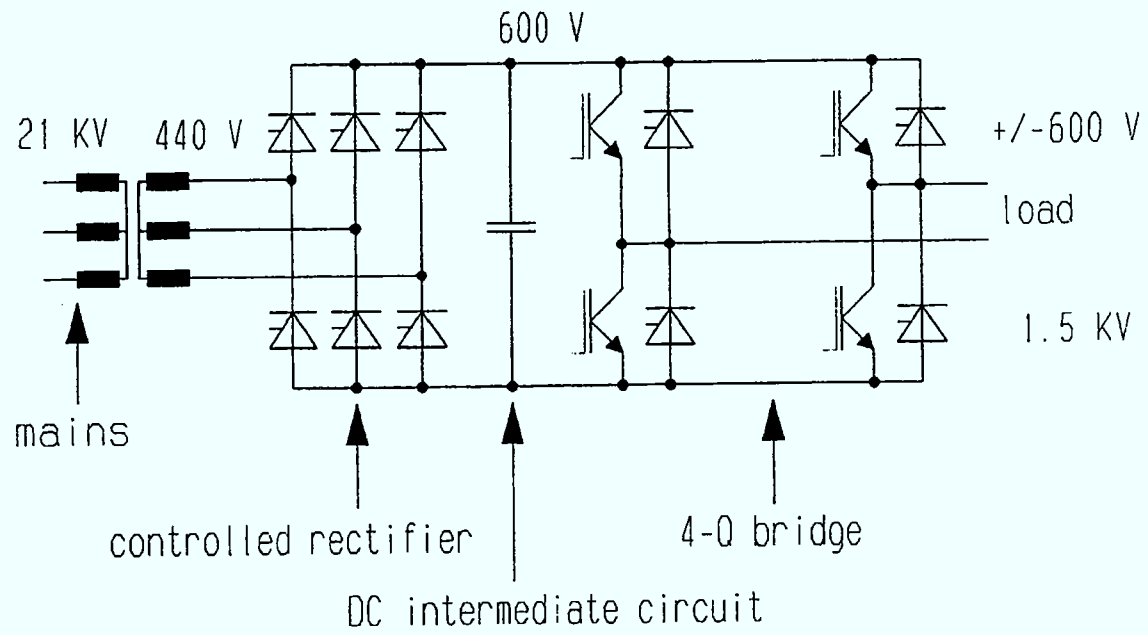 600 V
21 KV
440 V
+/-600 V
load
1.5 KV
mains
controlled rectifier
4-Q bridge
DC intermediate circuit